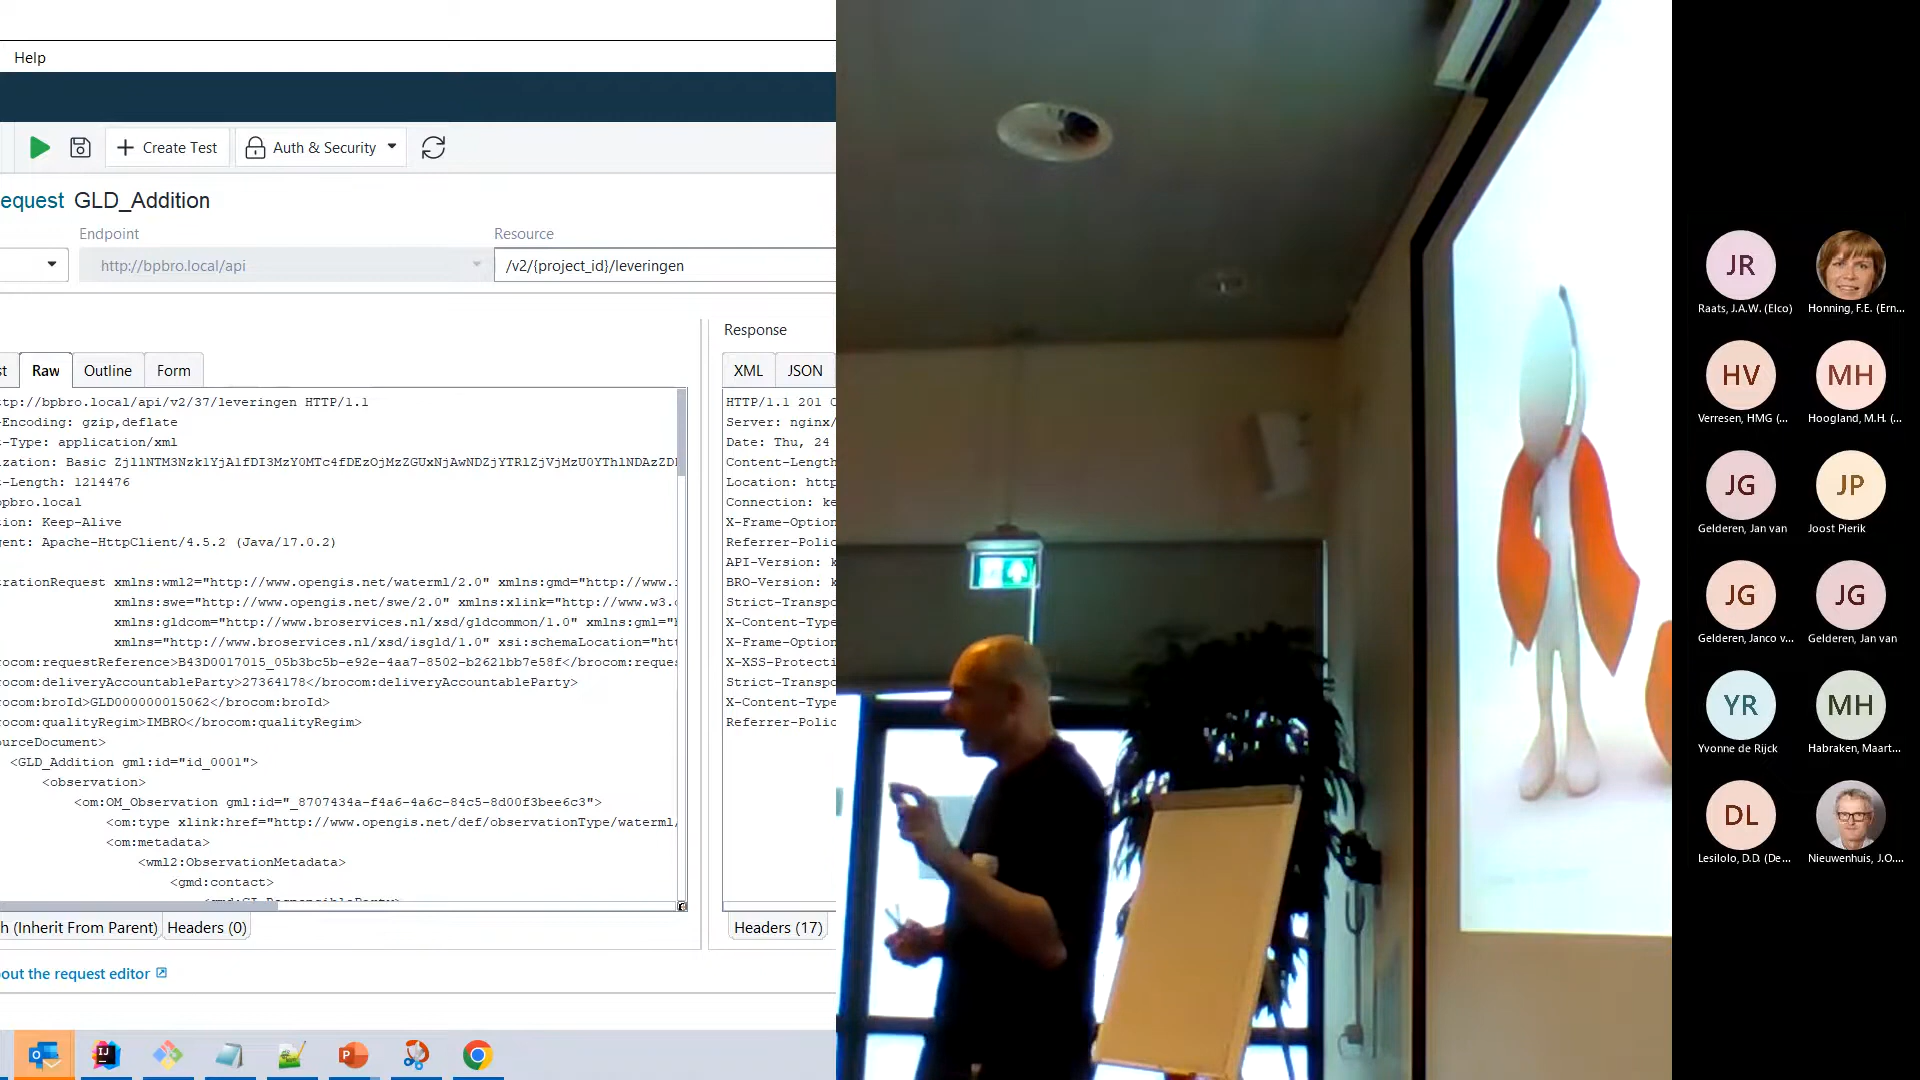 Help
Create Test
Auth & Security
equest GLD_Addition
Endpoint
Resource
http://bpbro.local/api
/v2/{project_id}/leveringen
Response
st
Raw
Outline
Form
XML
JSON
tp://bpbro.local/api/v2/37/leveringen HTTP/1.1
-Encoding: gzip,deflate
t-Type: application/xml
t-Length: 1214476
pbro.local
tion: Keep-Alive
gent: Apache-HttpClient/4.5.2 (Java/17.0.2)
trationRequest xmlns:wml2="http://www.opengis.net/waterml/2.0" xmlns:gmd="http://www.i
xmlns:swe="http://www.opengis.net/swe/2.0" xmlns:xlink="http://www.w3.o
xmlns:gldcom="http://www.broservices.nl/xsd/gldcommon/1.0" xmlns:gml="h
xmlns="http://www.broservices.nl/xsd/isgld/1.0" xsi:schemaLocation="htt
ocom:requestReference>B43D0017015_05b3bc5b-e92e-4aa7-8502-b2621bb7e58f</brocom:reques
ocom:deliveryAccountableParty>27364178</brocom:deliveryAccountableParty>
ocom:broId>GLD000000015062</brocom:broId>
ocom:qualityRegim>IMBRO</brocom:qualityRegim>
ourceDocument>
<GLD_Addition gml:id="id_0001">
<observation>
<om:OM_Observation gml:id="_8707434a-f4a6-4a6c-84c5-8d00f3bee6c3">
<om:type xlink:href="http://www.opengis.net/def/observationType/waterml/
<om:metadata>
<wml2:ObservationMetadata>
<gmd:contact>
HTTP/1.1 201 C
Server: nginx/
Date: Thu, 24
Content-Length
Location: http
Connection: ke
X-Frame-Option
Referrer-Polic
API-Version: k
BRO-Version: k
Strict-Transpo
X-Content-Type
X-Frame-Option
X-XSS-Protecti
Strict-Transpo
X-Content-Type
Referrer-Polic
h (Inherit From Parent)
Headers (0)
Headers (17)
out the request editor
JR
Raats, J.A.W. (Elco)
Honning, F.E. (Ern...
HV
Verresen, HMG (...
MH
Hoogland, M.H. (...
JG
Gelderen, Jan van
JP
Joost Pierik
JG
Gelderen, Janco v...
JG
Gelderen, Jan van
YR
Yvonne de Rijck
MH
Habraken, Maart...
DL
Lesilolo, D.D. (De...
Nieuwenhuis, J.O....